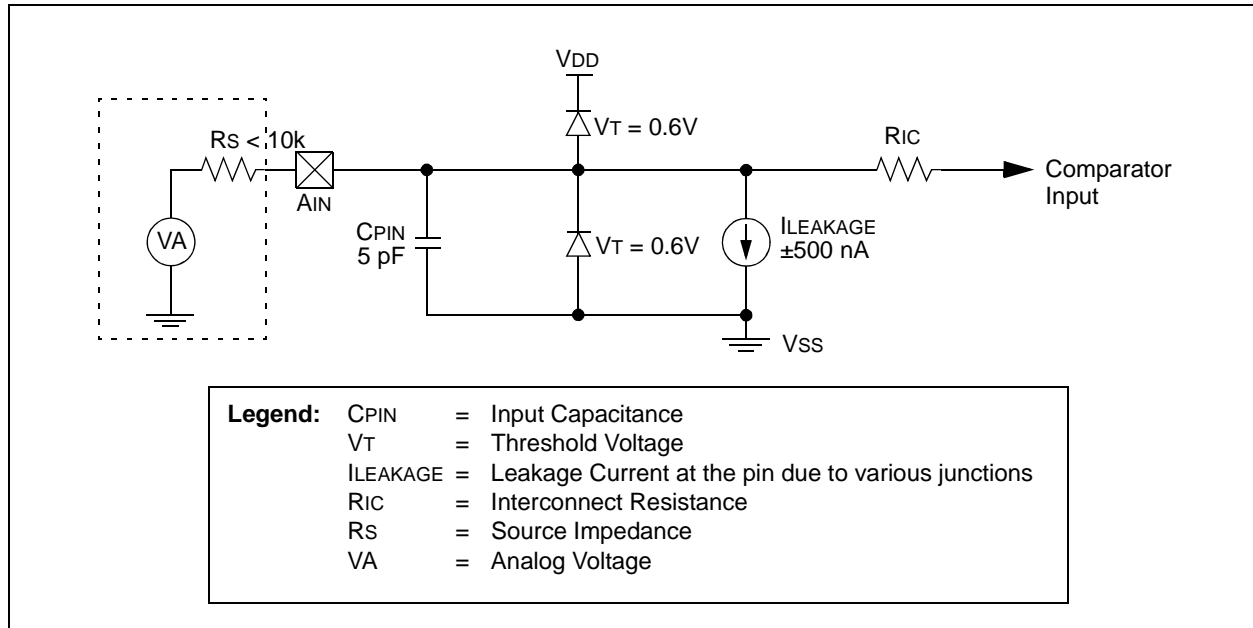 VDD
VT = 0.6V
RS < 10k
RIC
AIN
Comparator
Input
CPIN
5 pF
VA
VT = 0.6V
ILEAKAGE
±500 nA
VSS
Legend: CPIN = Input Capacitance
VT = Threshold Voltage
ILEAKAGE = Leakage Current at the pin due to various junctions
RIC = Interconnect Resistance
RS = Source Impedance
VA = Analog Voltage